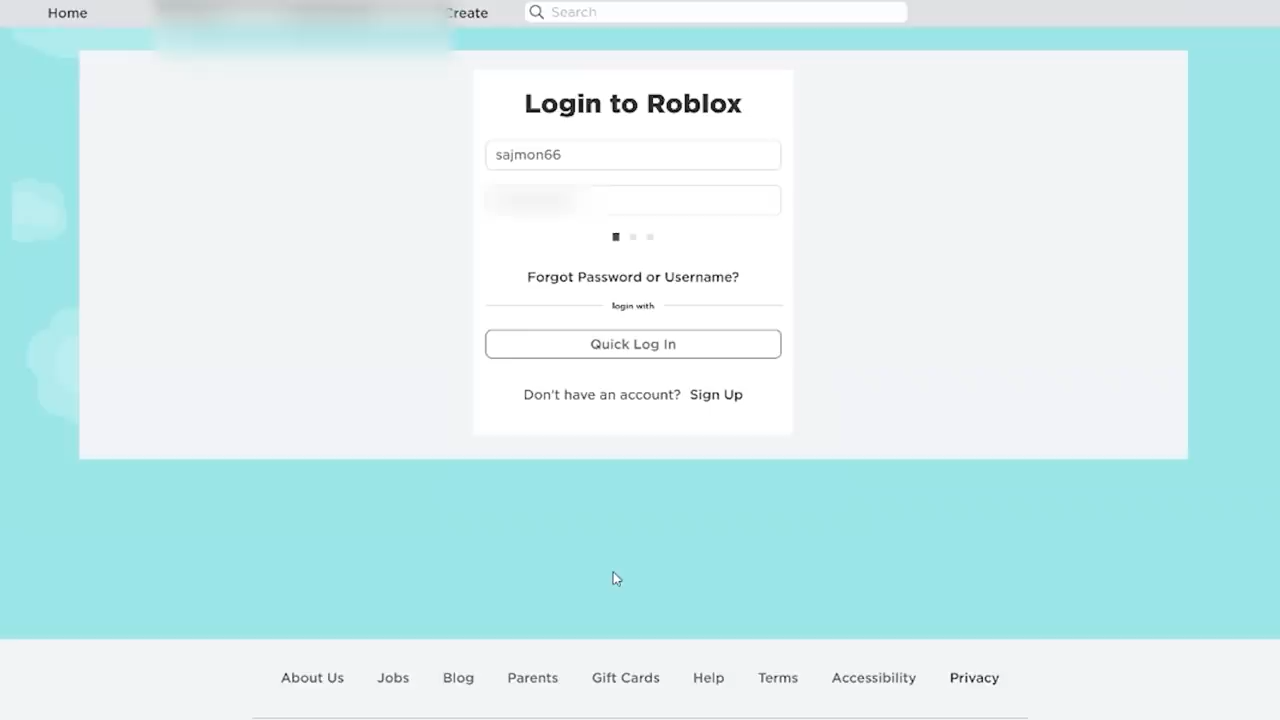 Home Create Search
Login to Roblox
sajmon66
Forgot Password or Username?
login with
Quick Log In
Don't have an account? Sign Up
About Us Jobs Blog Parents Gift Cards Help Terms Accessibility Privacy